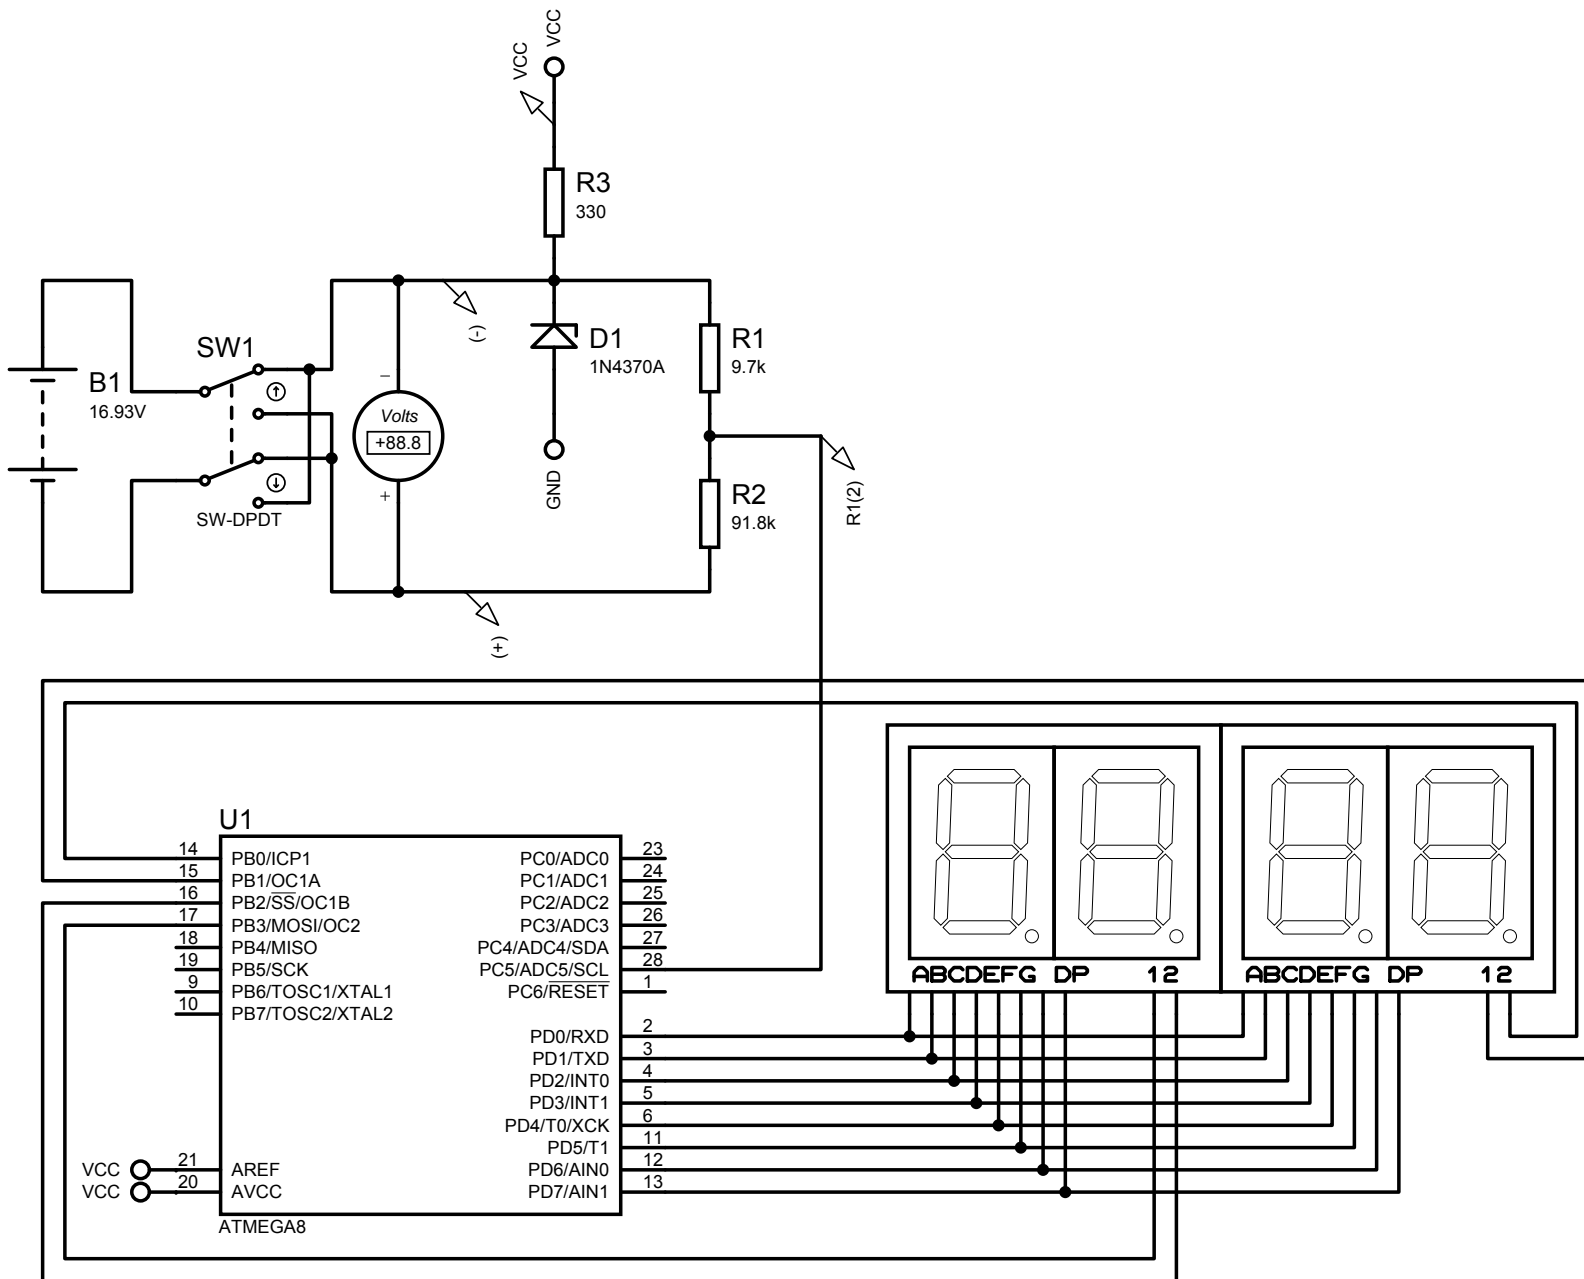 VCC
VCC
R3
330
(-)
D1
1N4370A
GND
R1
9.7k
R2
91.8k
R1(2)
SW1
SW-DPDT
B1
16.93V
−
Volts
+88.8
+
(+)
U1
14 PB0/ICP1
15 PB1/OC1A
16 PB2/SS/OC1B
17 PB3/MOSI/OC2
18 PB4/MISO
19 PB5/SCK
9 PB6/TOSC1/XTAL1
10 PB7/TOSC2/XTAL2
VCC 21 AREF
VCC 20 AVCC
PC0/ADC0 23
PC1/ADC1 24
PC2/ADC2 25
PC3/ADC3 26
PC4/ADC4/SDA 27
PC5/ADC5/SCL 28
PC6/RESET 1
PD0/RXD 2
PD1/TXD 3
PD2/INT0 4
PD3/INT1 5
PD4/T0/XCK 6
PD5/T1 11
PD6/AIN0 12
PD7/AIN1 13
ATMEGA8
ABCDEFG DP 12
ABCDEFG DP 12